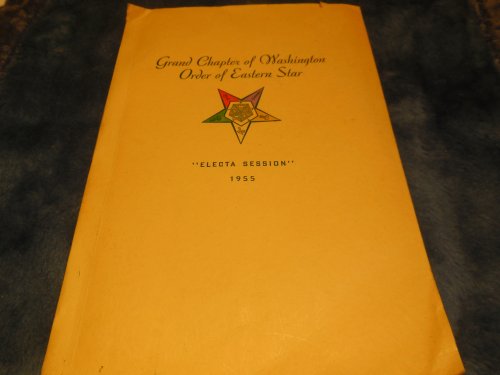 Grand Chapter of Washington
Order of Eastern Star
"ELECTA SESSION"
1955